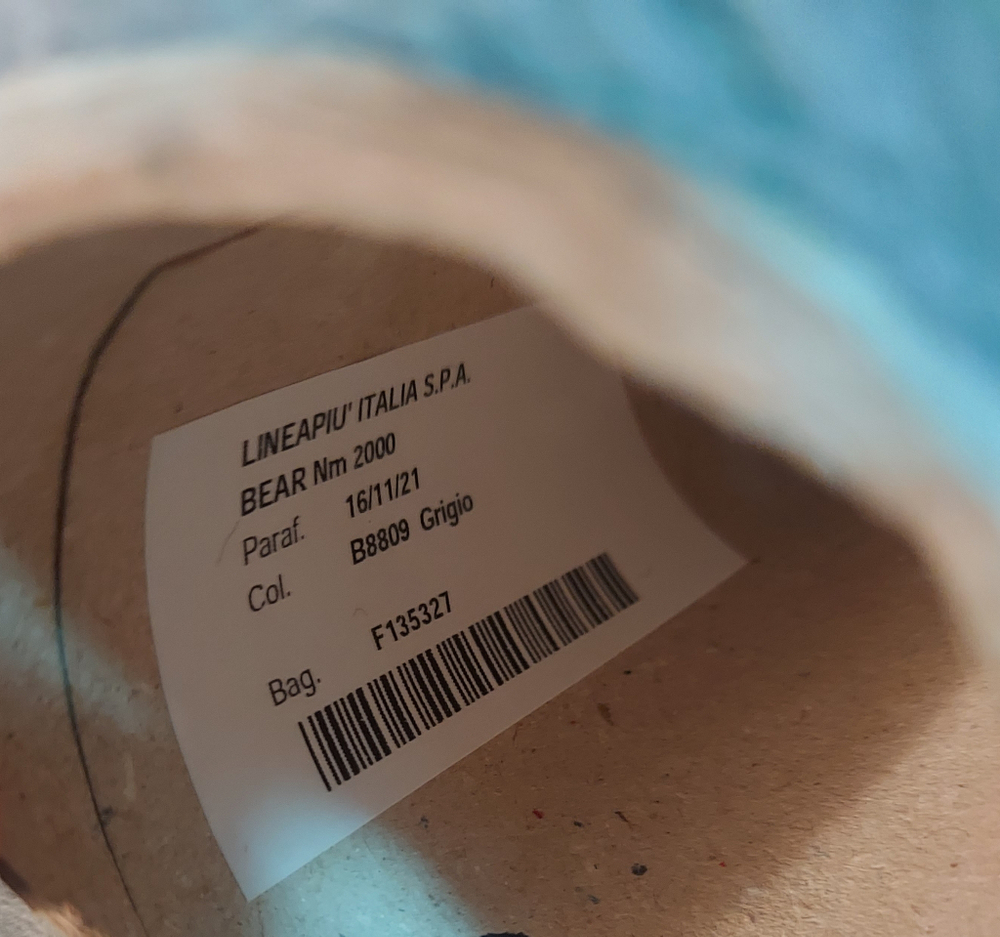 LINEAPIU' ITALIA S.P.A.
BEAR Nm 2000
Paraf. 16/11/21
Col. B8809 Grigio
Bag. F135327